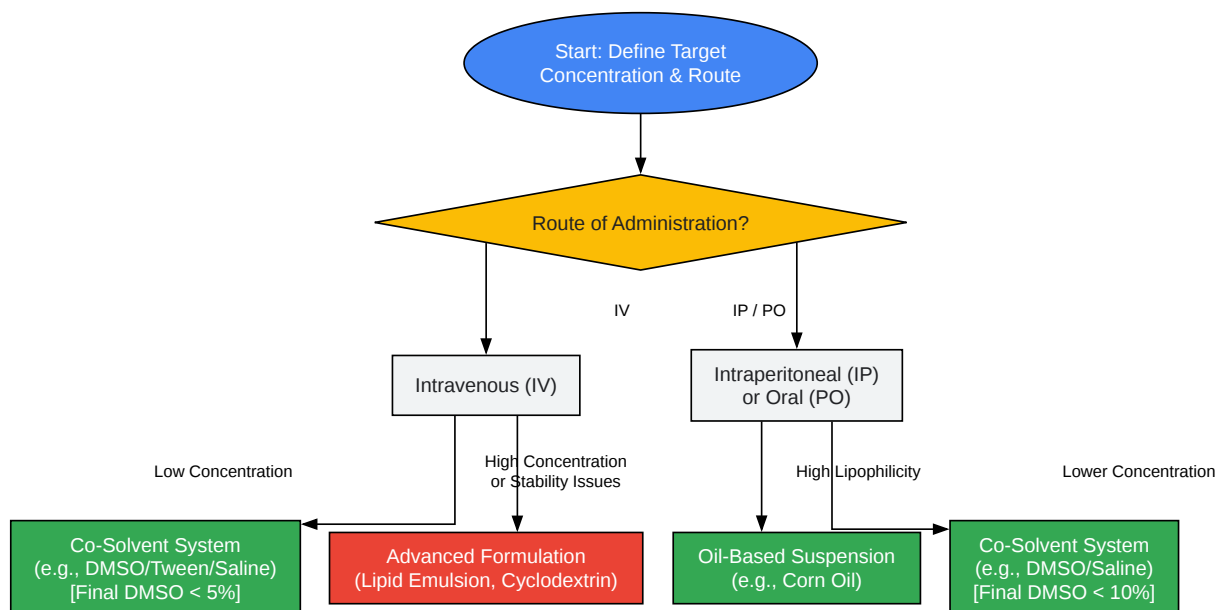 Start: Define Target
Concentration & Route
Route of Administration?
IV
IP / PO
Intravenous (IV)
Intraperitoneal (IP)
or Oral (PO)
Low Concentration
High Concentration
or Stability Issues
High Lipophilicity
Lower Concentration
Co-Solvent System
(e.g., DMSO/Tween/Saline)
[Final DMSO < 5%]
Advanced Formulation
(Lipid Emulsion, Cyclodextrin)
Oil-Based Suspension
(e.g., Corn Oil)
Co-Solvent System
(e.g., DMSO/Saline)
[Final DMSO < 10%]